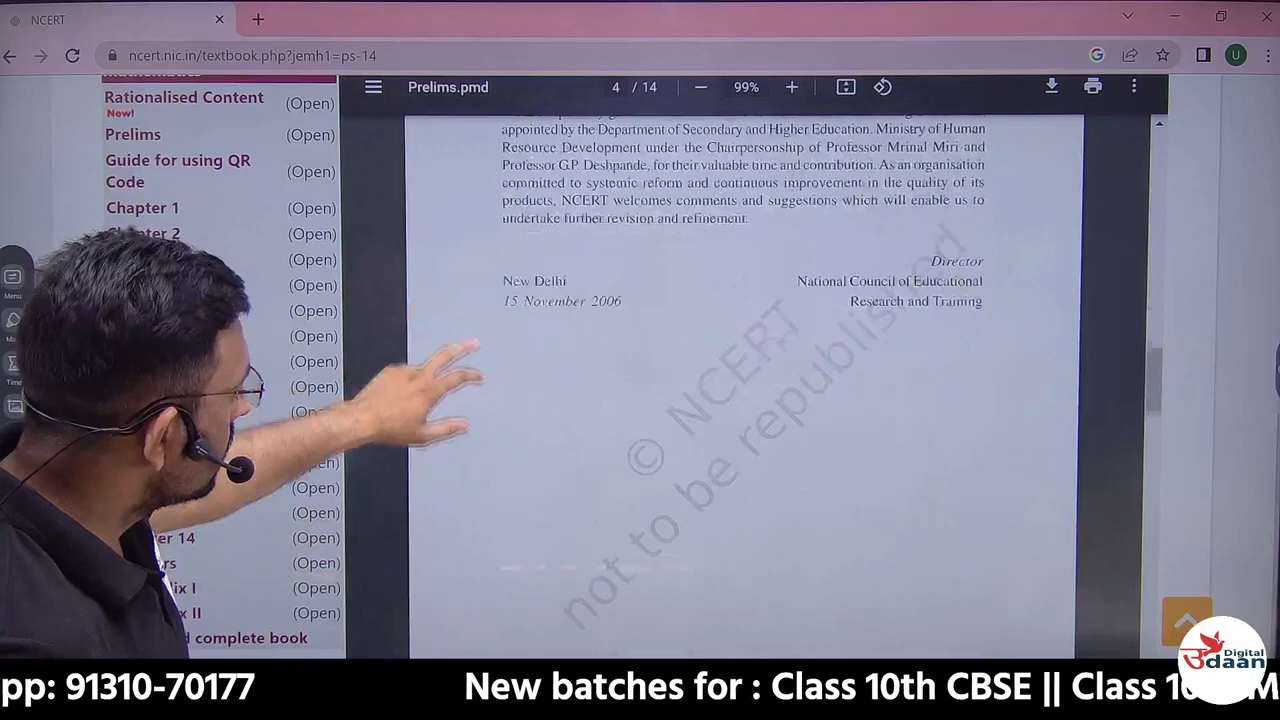 NCERT
ncert.nic.in/textbook.php?jemh1=ps-14
U
Rationalised Content (Open)
New!
Prelims (Open)
Guide for using QR Code (Open)
Chapter 1 (Open)
2 (Open)
(Open)
(Open)
(Open)
(Open)
(Open)
(Open)
(Open)
(Open)
14 (Open)
(Open)
I (Open)
II (Open)
complete book
Menu
Prelims.pmd 4 / 14 99%
appointed by the Department of Secondary and Higher Education, Ministry of Human
Resource Development under the Chairpersonship of Professor Mrinal Miri and
Professor G.P. Deshpande, for their valuable time and contribution. As an organisation
committed to systemic reform and continuous improvement in the quality of its
products, NCERT welcomes comments and suggestions which will enable us to
undertake further revision and refinement.
Director
New Delhi National Council of Educational
15 November 2006 Research and Training
© NCERT
not to be republished
Digital
उdaan
pp: 91310-70177 New batches for : Class 10th CBSE || Class